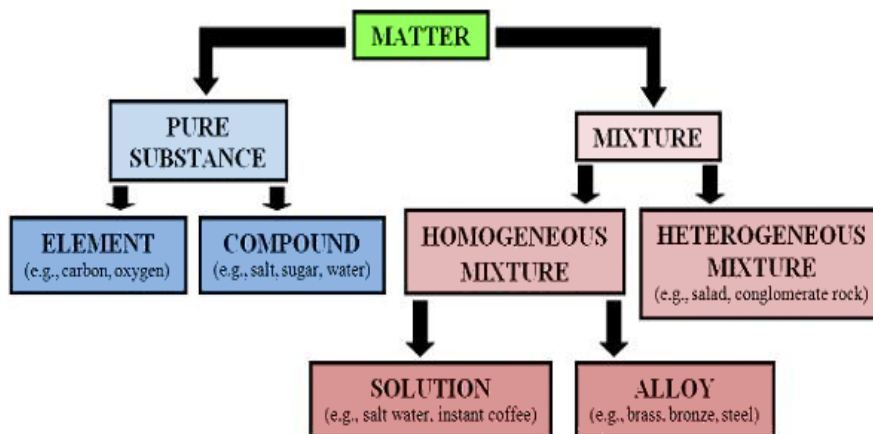 MATTER
PURE
SUBSTANCE
MIXTURE
ELEMENT
(e.g., carbon, oxygen)
COMPOUND
(e.g., salt, sugar, water)
HOMOGENEOUS
MIXTURE
HETEROGENEOUS
MIXTURE
(e.g., salad, conglomerate rock)
SOLUTION
(e.g., salt water, instant coffee)
ALLOY
(e.g., brass, bronze, steel)